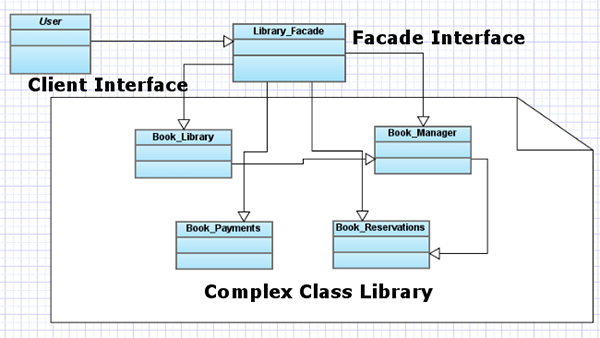 User
Library_Facade
Facade Interface
Client Interface
Book_Library
Book_Manager
Book_Payments
Book_Reservations
Complex Class Library